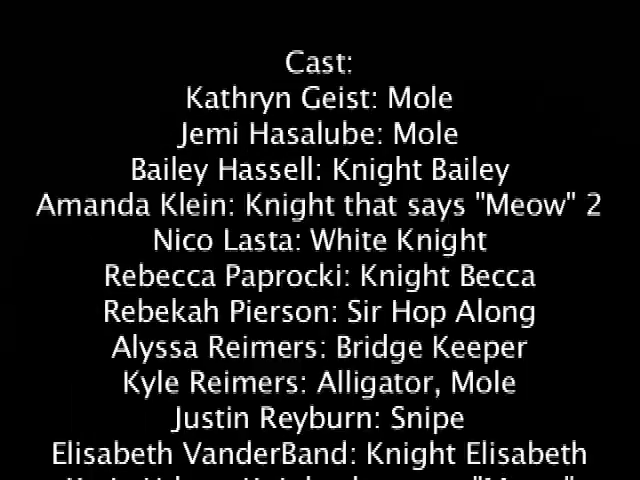 Cast:
Kathryn Geist: Mole
Jemi Hasalube: Mole
Bailey Hassell: Knight Bailey
Amanda Klein: Knight that says "Meow" 2
Nico Lasta: White Knight
Rebecca Paprocki: Knight Becca
Rebekah Pierson: Sir Hop Along
Alyssa Reimers: Bridge Keeper
Kyle Reimers: Alligator, Mole
Justin Reyburn: Snipe
Elisabeth VanderBand: Knight Elisabeth